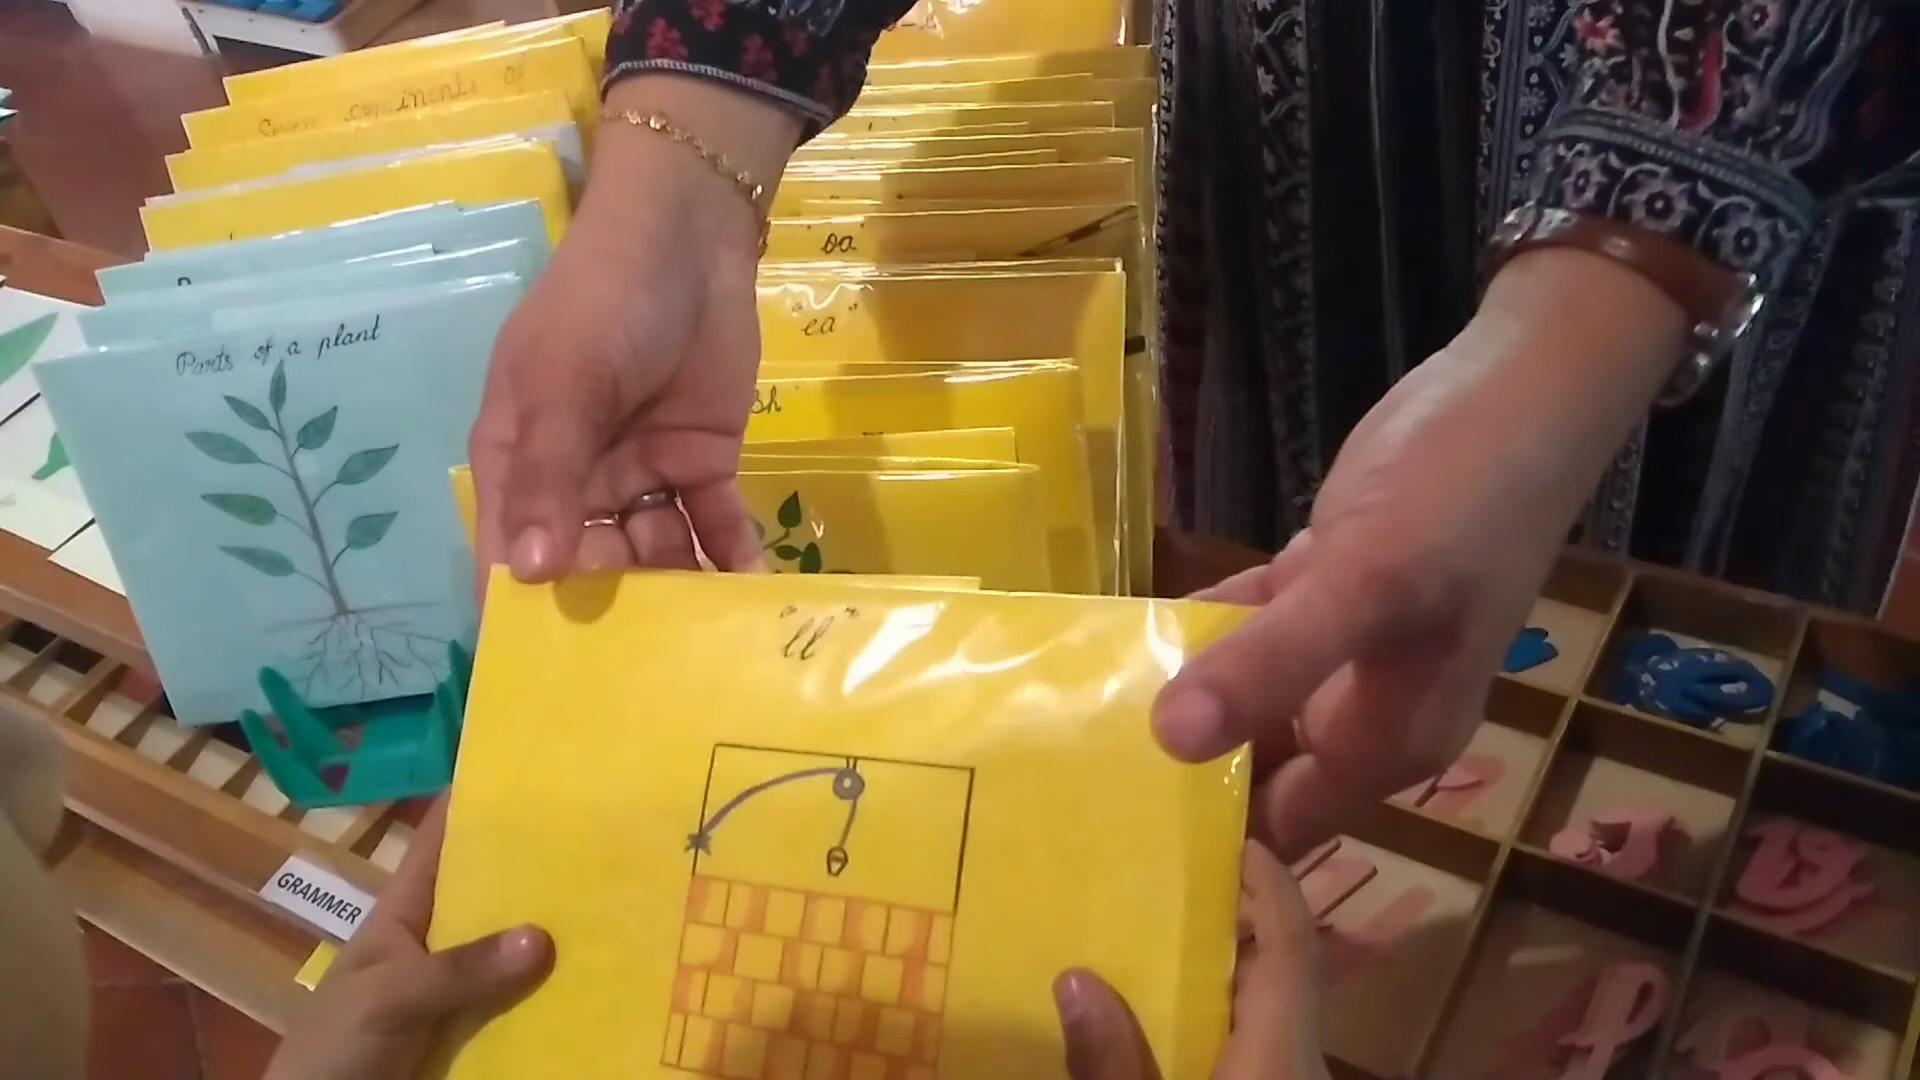 Parts of a plant
"oa"
"ea"
sh"
"ll"
GRAMMER